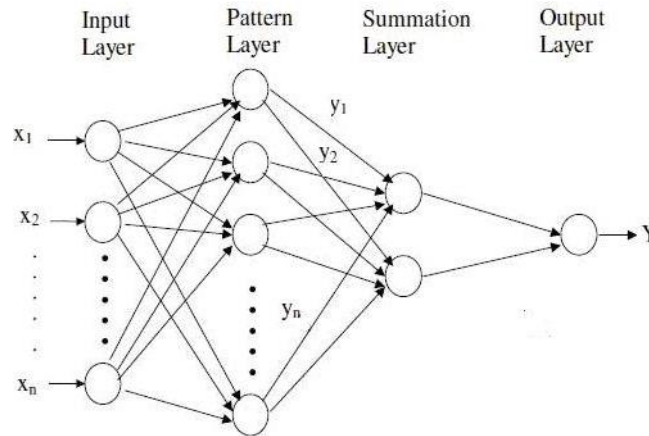 Input Layer
Pattern Layer
Summation Layer
Output Layer
x1
x2
xn
y1
y2
yn
Y